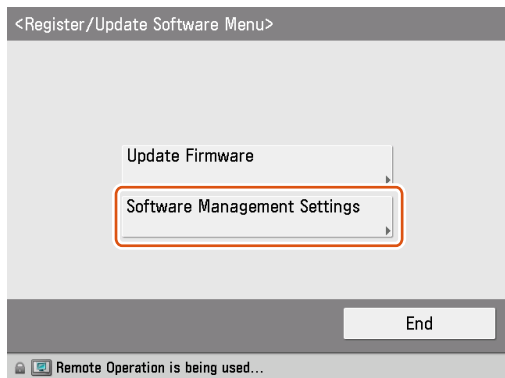 <Register/Update Software Menu>
Update Firmware
Software Management Settings
End
Remote Operation is being used...